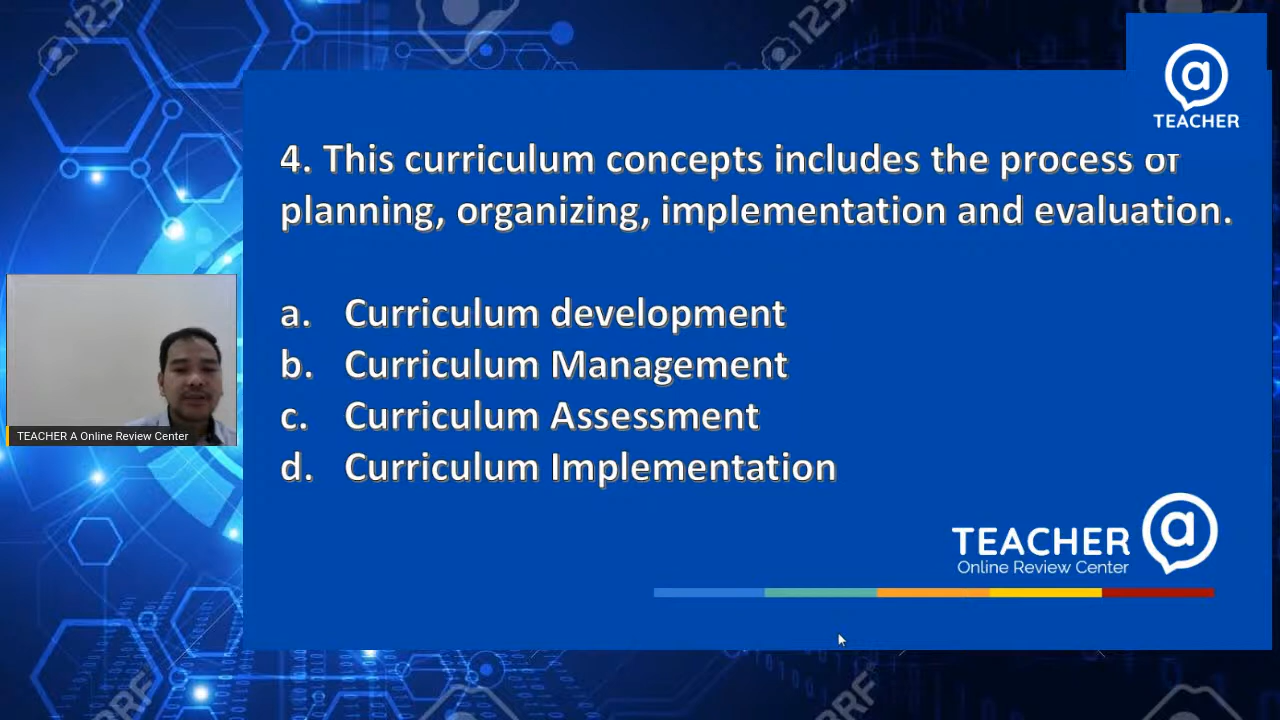 TEACHER
4. This curriculum concepts includes the process of
planning, organizing, implementation and evaluation.
a. Curriculum development
b. Curriculum Management
c. Curriculum Assessment
d. Curriculum Implementation
TEACHER A Online Review Center
TEACHER
Online Review Center